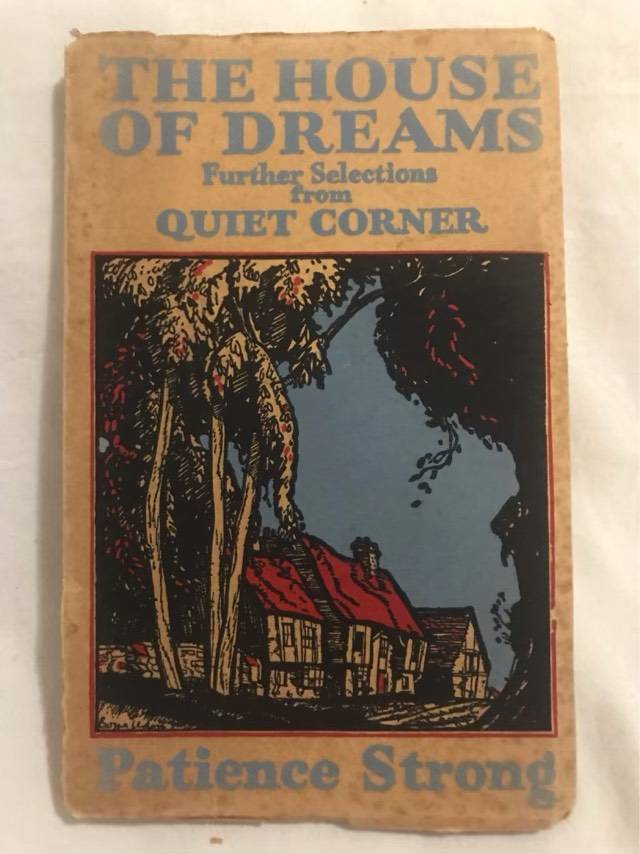 THE HOUSE
OF DREAMS
Further Selections
from
QUIET CORNER
Patience Strong